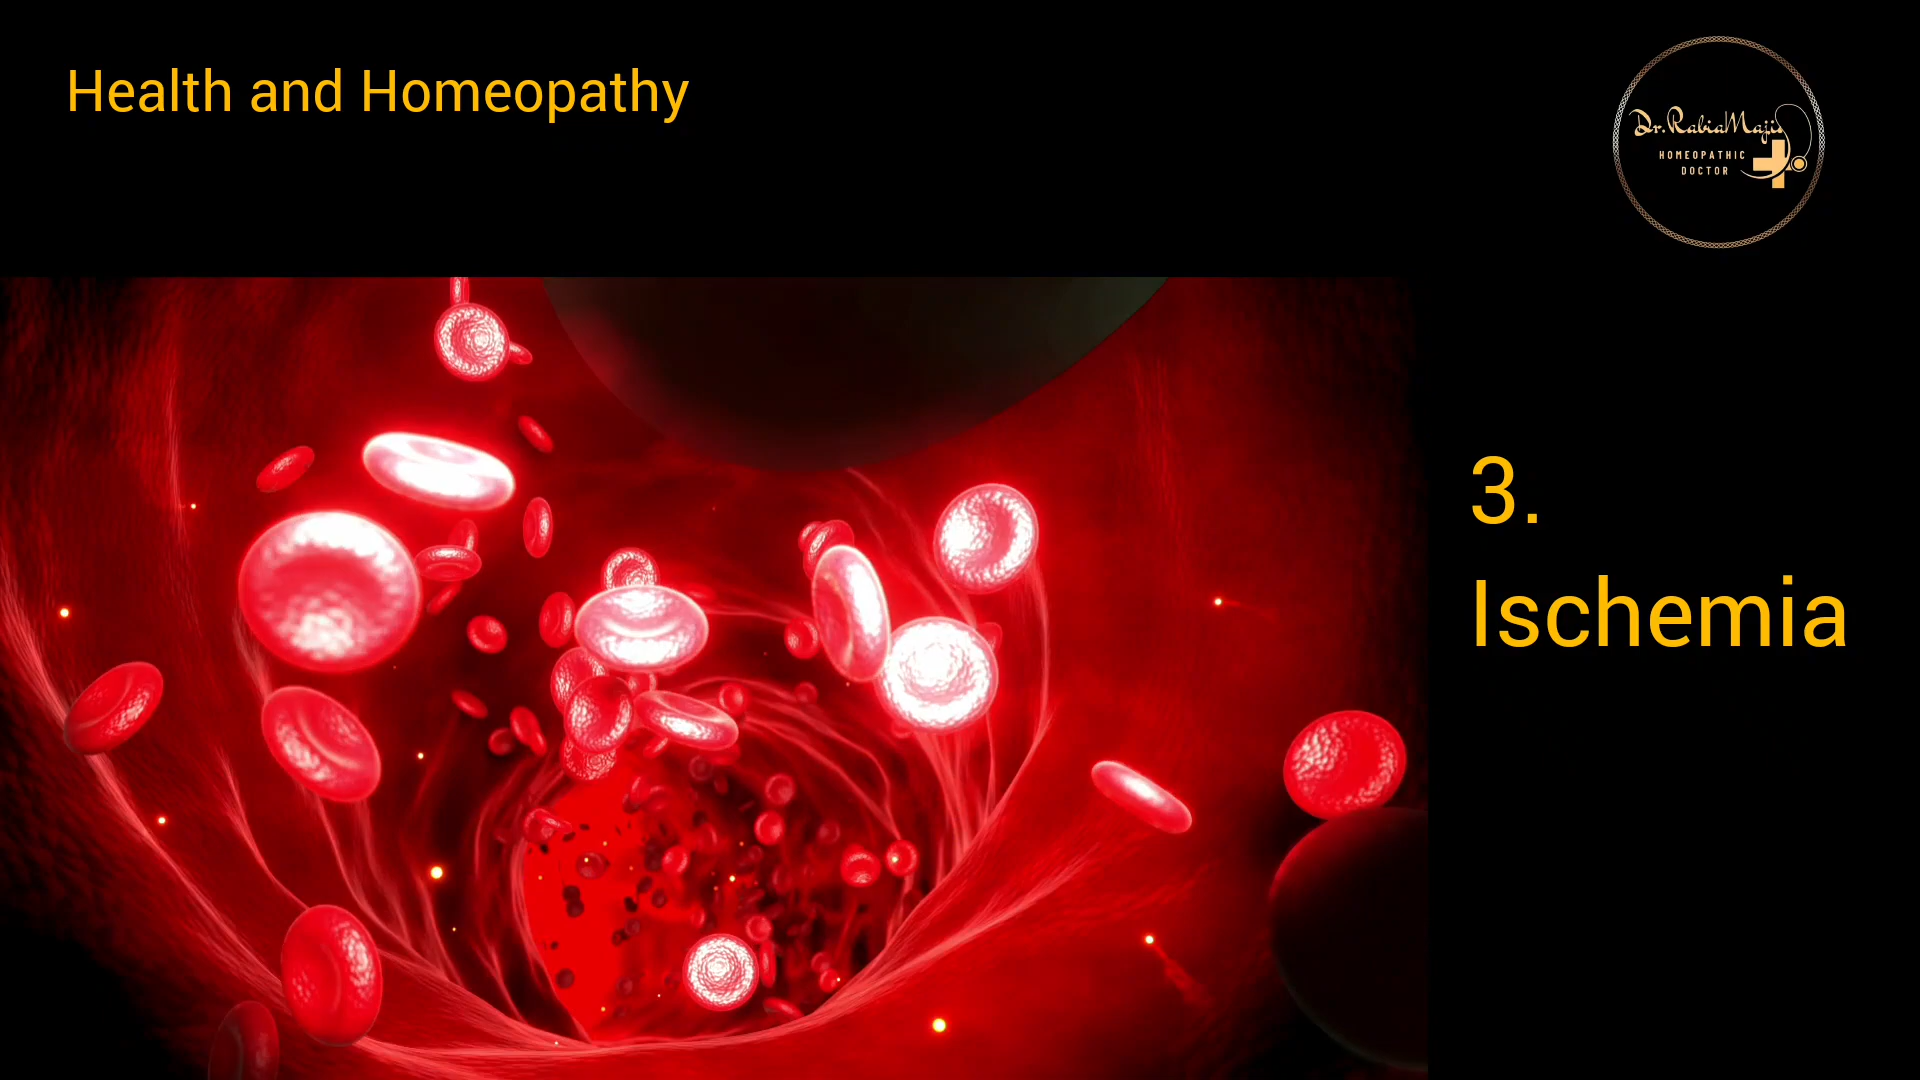 Health and Homeopathy
Dr.RabiaMajid
HOMEOPATHIC
DOCTOR
3.
Ischemia